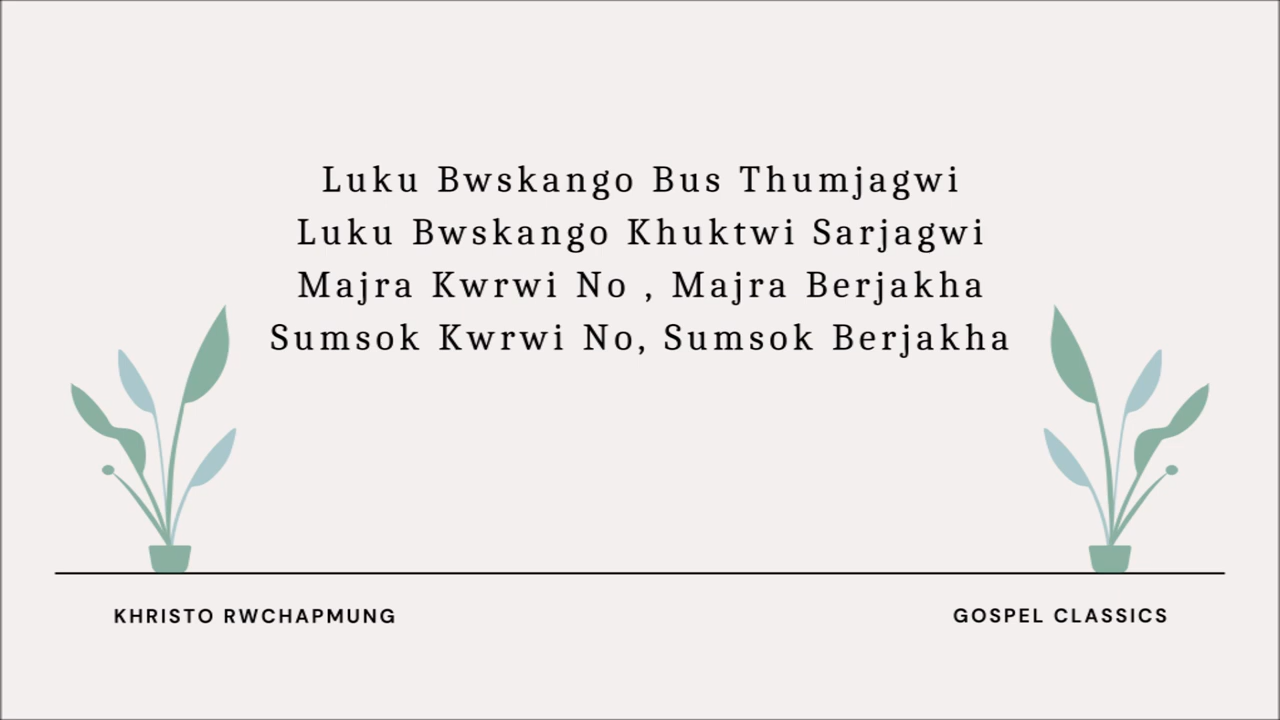 Luku Bwskango Bus Thumjagwi
Luku Bwskango Khuktwi Sarjagwi
Majra Kwrwi No , Majra Berjakha
Sumsok Kwrwi No, Sumsok Berjakha
KHRISTO RWCHAPMUNG
GOSPEL CLASSICS